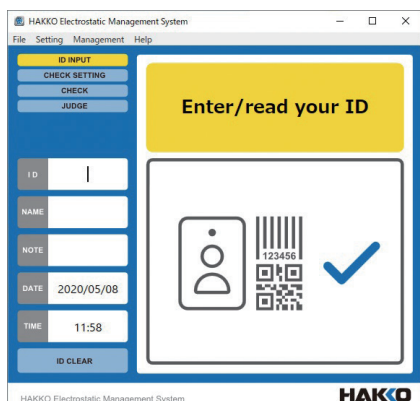 HAKKO Electrostatic Management System
File Setting Management Help
ID INPUT
CHECK SETTING
CHECK
JUDGE
Enter/read your ID
I D
NAME
NOTE
DATE 2020/05/08
TIME 11:58
ID CLEAR
123456
HAKKO Electrostatic Management System
HAKKO